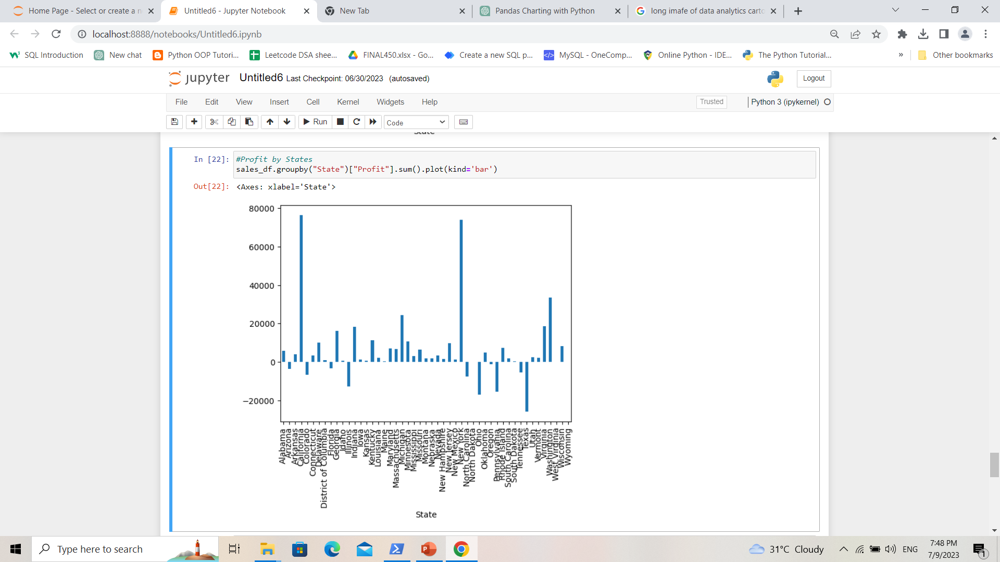 Home Page - Select or create a n
Untitled6 - Jupyter Notebook
New Tab
Pandas Charting with Python
long imafe of data analytics carto
localhost:8888/notebooks/Untitled6.ipynb
SQL Introduction
New chat
Python OOP Tutori...
Leetcode DSA shee...
FINAL450.xlsx - Go...
Create a new SQL p...
MySQL - OneComp...
Online Python - IDE...
The Python Tutorial...
»
Other bookmarks
jupyter Untitled6 Last Checkpoint: 06/30/2023 (autosaved)
Logout
File Edit View Insert Cell Kernel Widgets Help
Trusted
Python 3 (ipykernel)
Run
Code
State
In [22]:
#Profit by States
sales_df.groupby("State")["Profit"].sum().plot(kind='bar')
Out[22]:
<Axes: xlabel='State'>
80000
60000
40000
20000
0
−20000
Alabama
Arizona
Arkansas
California
Colorado
Connecticut
Delaware
District of Columbia
Florida
Georgia
Idaho
Illinois
Indiana
Iowa
Kansas
Kentucky
Louisiana
Maine
Maryland
Massachusetts
Michigan
Minnesota
Mississippi
Missouri
Montana
Nebraska
Nevada
New Hampshire
New Jersey
New Mexico
New York
North Carolina
North Dakota
Ohio
Oklahoma
Oregon
Pennsylvania
Rhode Island
South Carolina
South Dakota
Tennessee
Texas
Utah
Vermont
Virginia
Washington
West Virginia
Wisconsin
Wyoming
State
Type here to search
31°C Cloudy
ENG
7:48 PM
7/9/2023
1